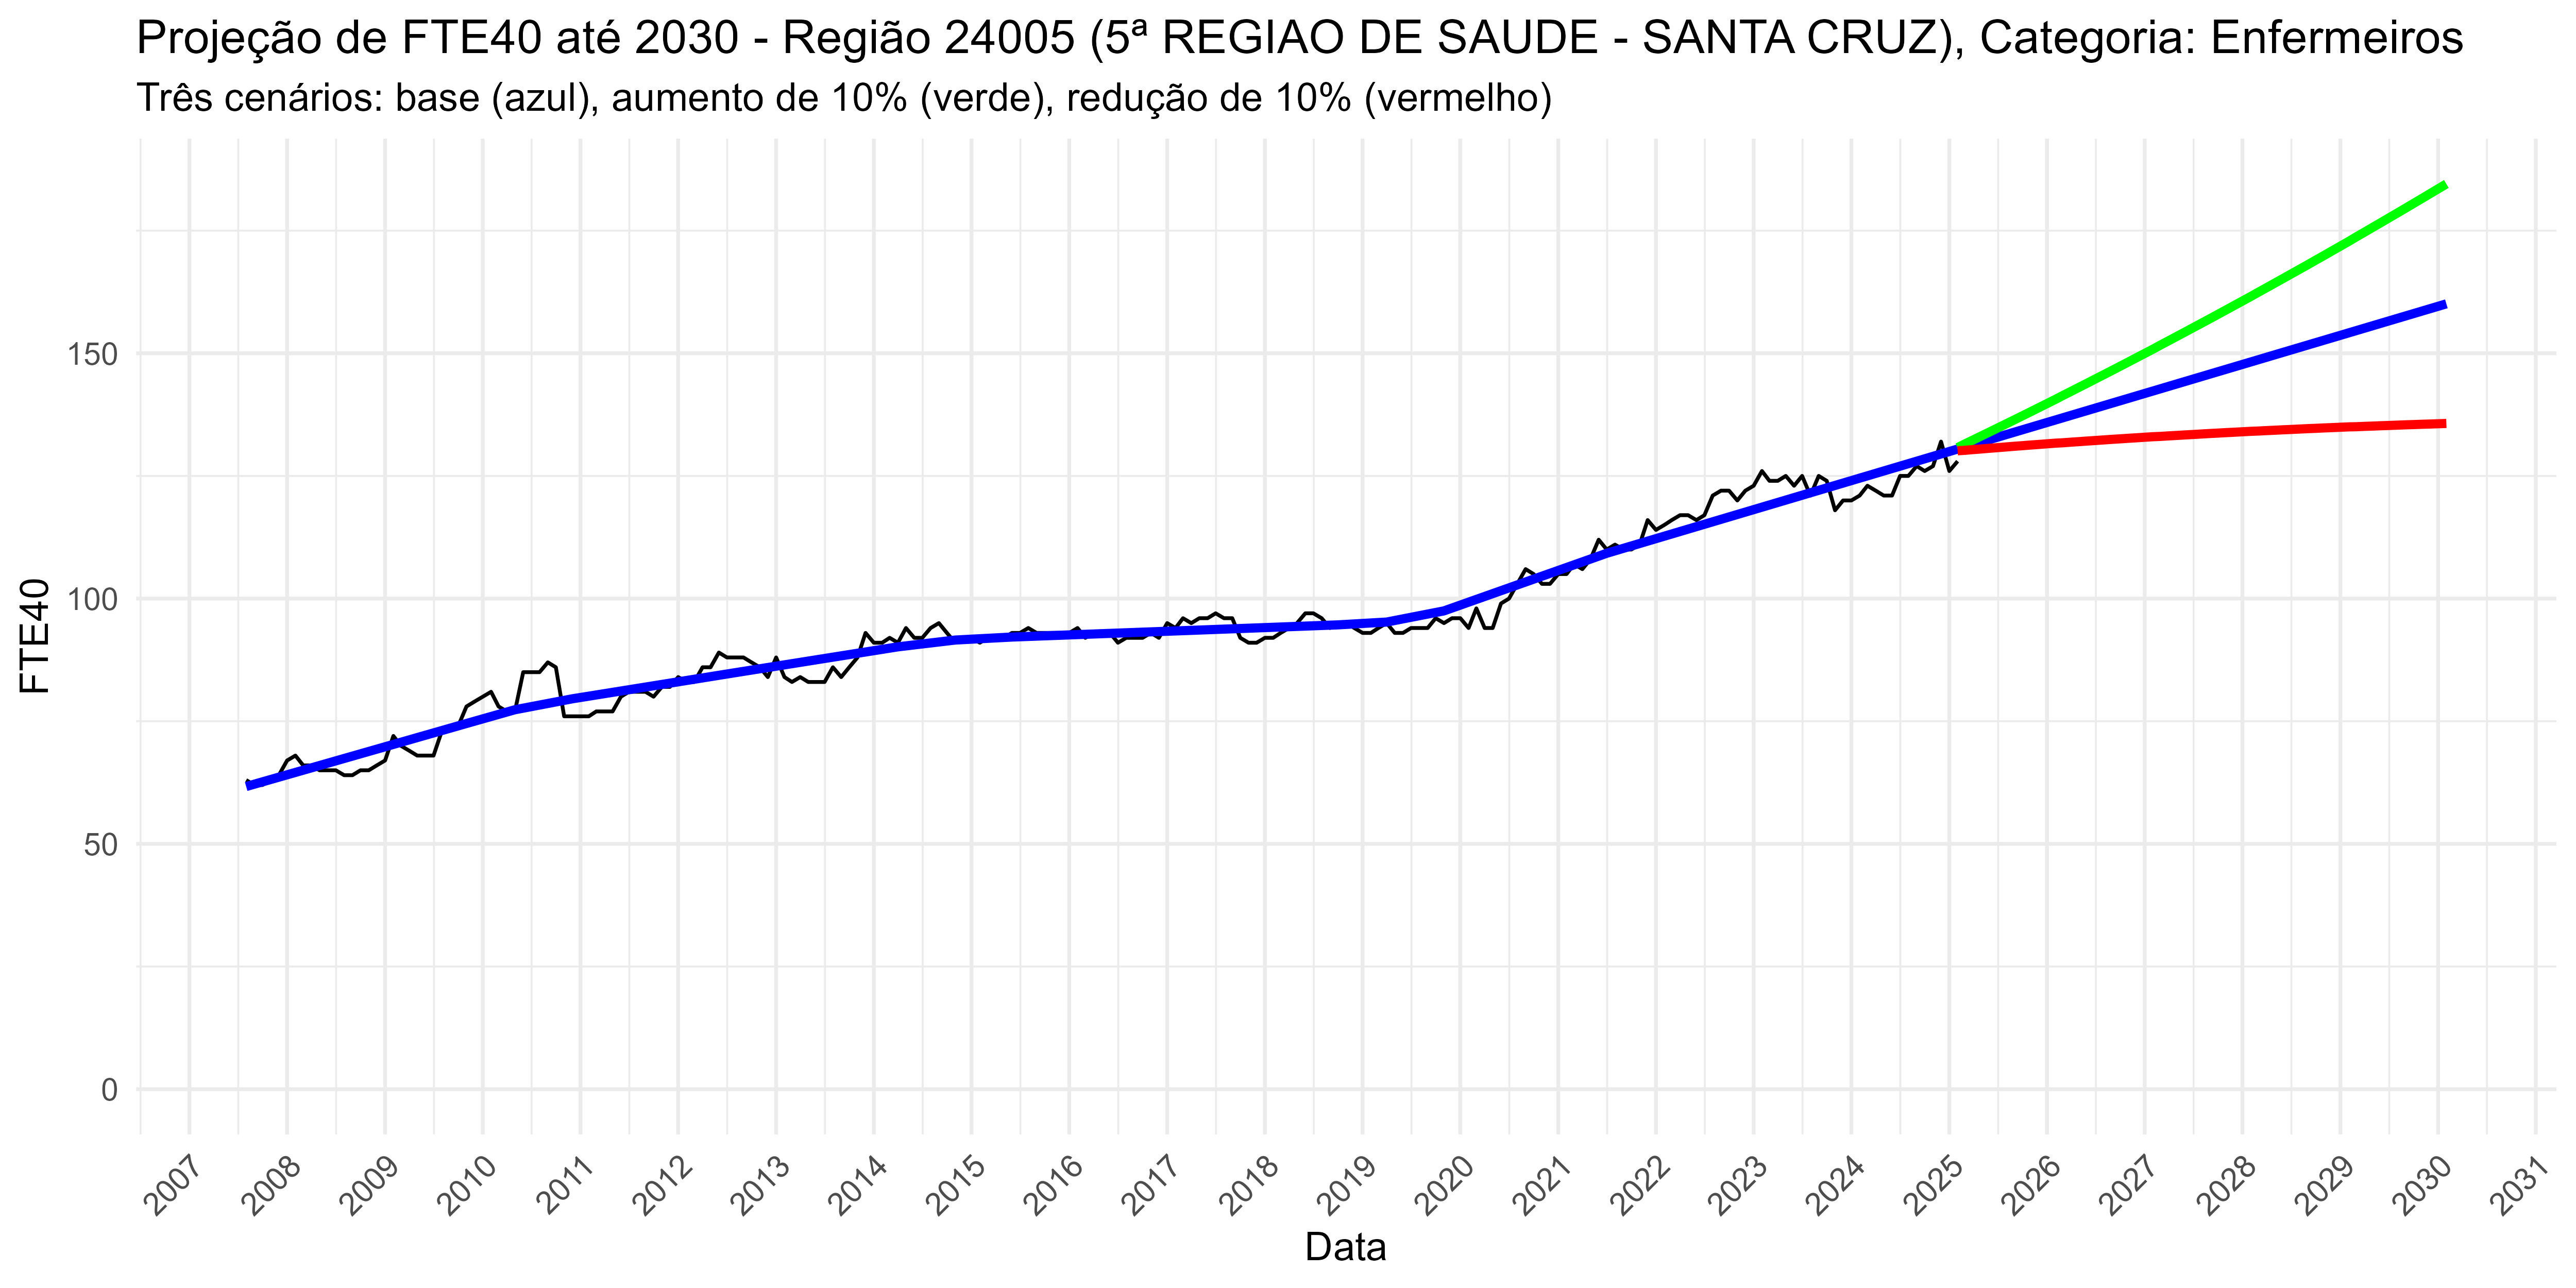 Projeção de FTE40 até 2030 - Região 24005 (5ª REGIAO DE SAUDE - SANTA CRUZ), Categoria: Enfermeiros
Três cenários: base (azul), aumento de 10% (verde), redução de 10% (vermelho)
FTE40
150
100
50
0
2007 2008 2009 2010 2011 2012 2013 2014 2015 2016 2017 2018 2019 2020 2021 2022 2023 2024 2025 2026 2027 2028 2029 2030 2031
Data